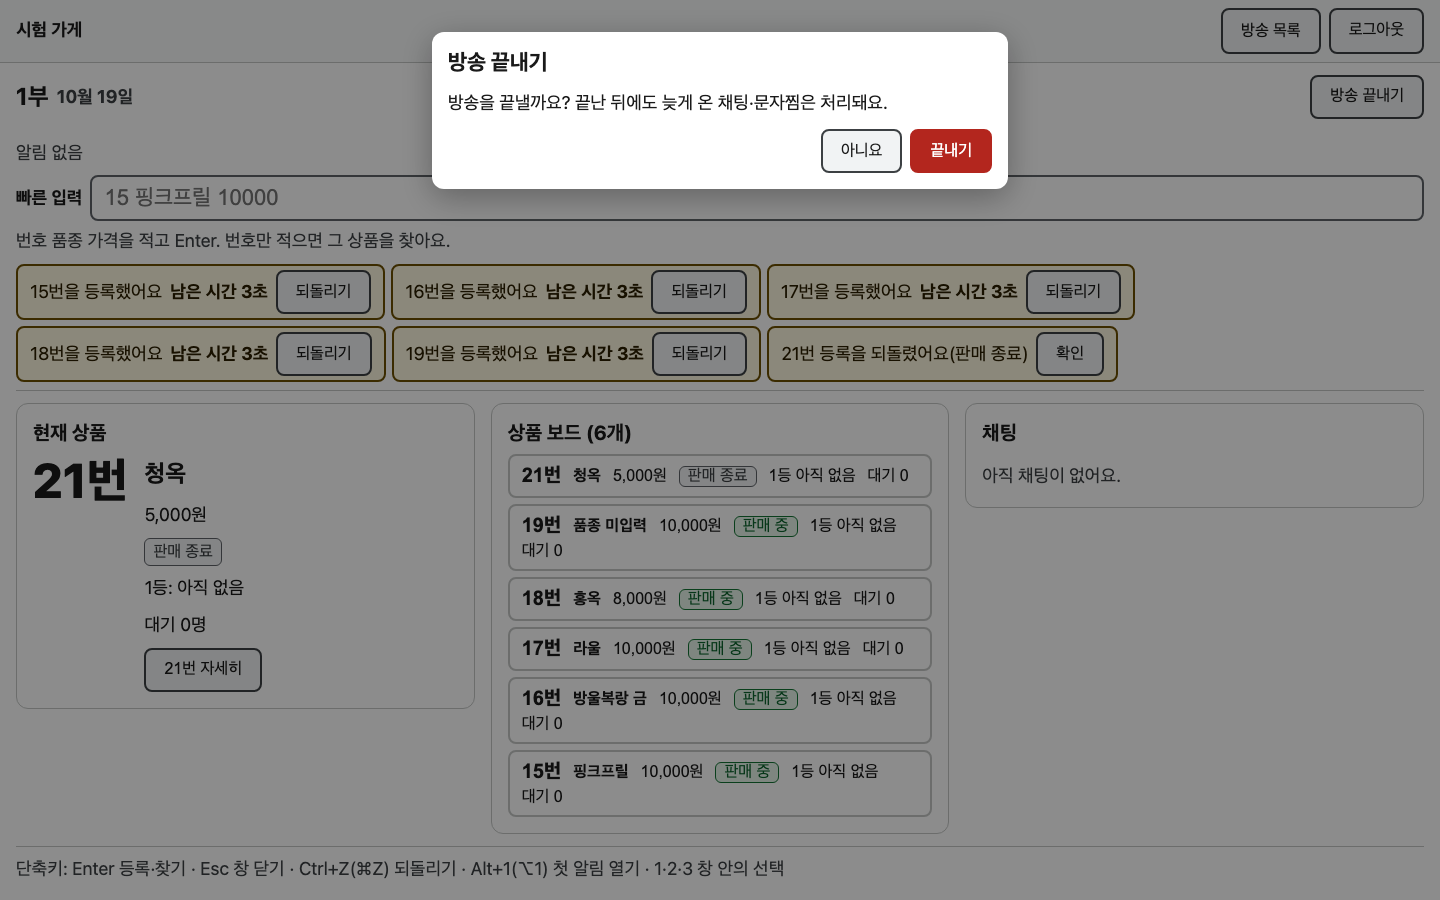 시험 가게
방송 목록
로그아웃
방송 끝내기
방송을 끝낼까요? 끝난 뒤에도 늦게 온 채팅·문자찜은 처리돼요.
아니요
끝내기
1부 10월 19일
방송 끝내기
알림 없음
빠른 입력
15 핑크프릴 10000
번호 품종 가격을 적고 Enter. 번호만 적으면 그 상품을 찾아요.
15번을 등록했어요 남은 시간 3초 되돌리기
16번을 등록했어요 남은 시간 3초 되돌리기
17번을 등록했어요 남은 시간 3초 되돌리기
18번을 등록했어요 남은 시간 3초 되돌리기
19번을 등록했어요 남은 시간 3초 되돌리기
21번 등록을 되돌렸어요(판매 종료) 확인
현재 상품
21번 청옥
5,000원
판매 종료
1등: 아직 없음
대기 0명
21번 자세히
상품 보드 (6개)
21번 청옥 5,000원 판매 종료 1등 아직 없음 대기 0
19번 품종 미입력 10,000원 판매 중 1등 아직 없음
대기 0
18번 홍옥 8,000원 판매 중 1등 아직 없음 대기 0
17번 라울 10,000원 판매 중 1등 아직 없음 대기 0
16번 방울복랑 금 10,000원 판매 중 1등 아직 없음
대기 0
15번 핑크프릴 10,000원 판매 중 1등 아직 없음
대기 0
채팅
아직 채팅이 없어요.
단축키: Enter 등록·찾기 · Esc 창 닫기 · Ctrl+Z(⌘Z) 되돌리기 · Alt+1(⌥1) 첫 알림 열기 · 1·2·3 창 안의 선택